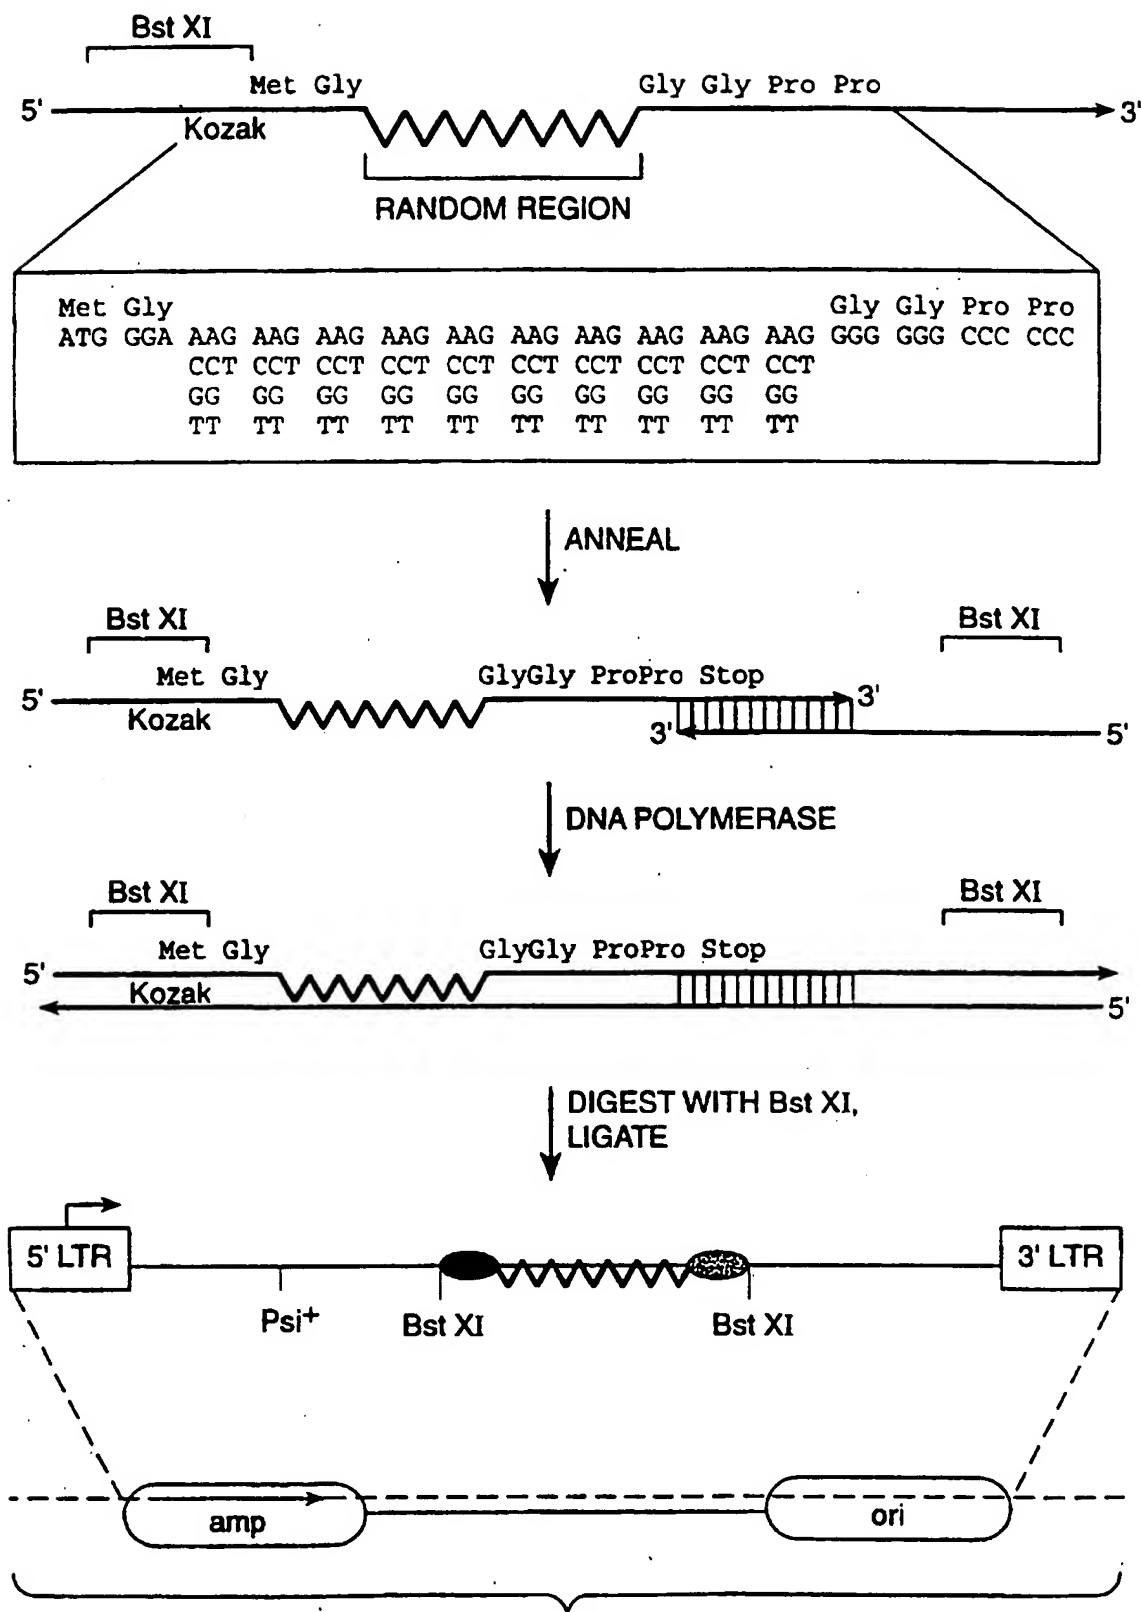 Bst XI
Met Gly
Gly Gly Pro Pro
5'
3'
Kozak
RANDOM REGION
Met Gly
Gly Gly Pro Pro
ATG GGA AAG AAG AAG AAG AAG AAG AAG AAG AAG AAG GGG GGG CCC CCC
CCT CCT CCT CCT CCT CCT CCT CCT CCT CCT
GG GG GG GG GG GG GG GG GG GG
TT TT TT TT TT TT TT TT TT TT
ANNEAL
Bst XI
Bst XI
Met Gly
GlyGly ProPro Stop
5'
3'
Kozak
3'
5'
DNA POLYMERASE
Bst XI
Bst XI
Met Gly
GlyGly ProPro Stop
5'
Kozak
5'
DIGEST WITH Bst XI,
LIGATE
5' LTR
3' LTR
Psi+
Bst XI
Bst XI
amp
ori